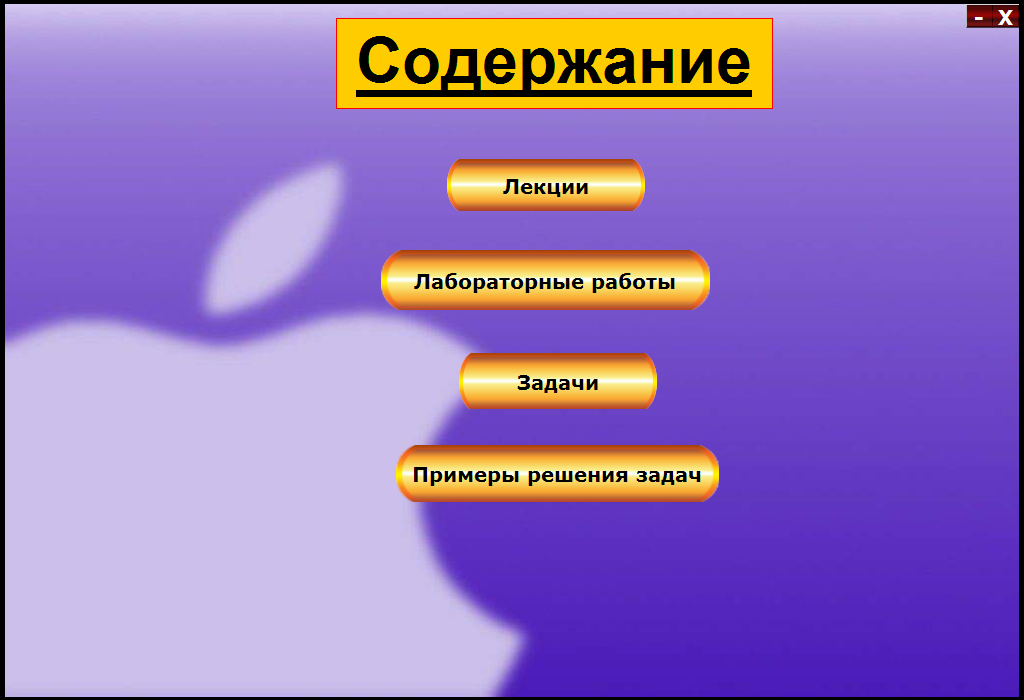 - X
Содержание
Лекции
Лабораторные работы
Задачи
Примеры решения задач